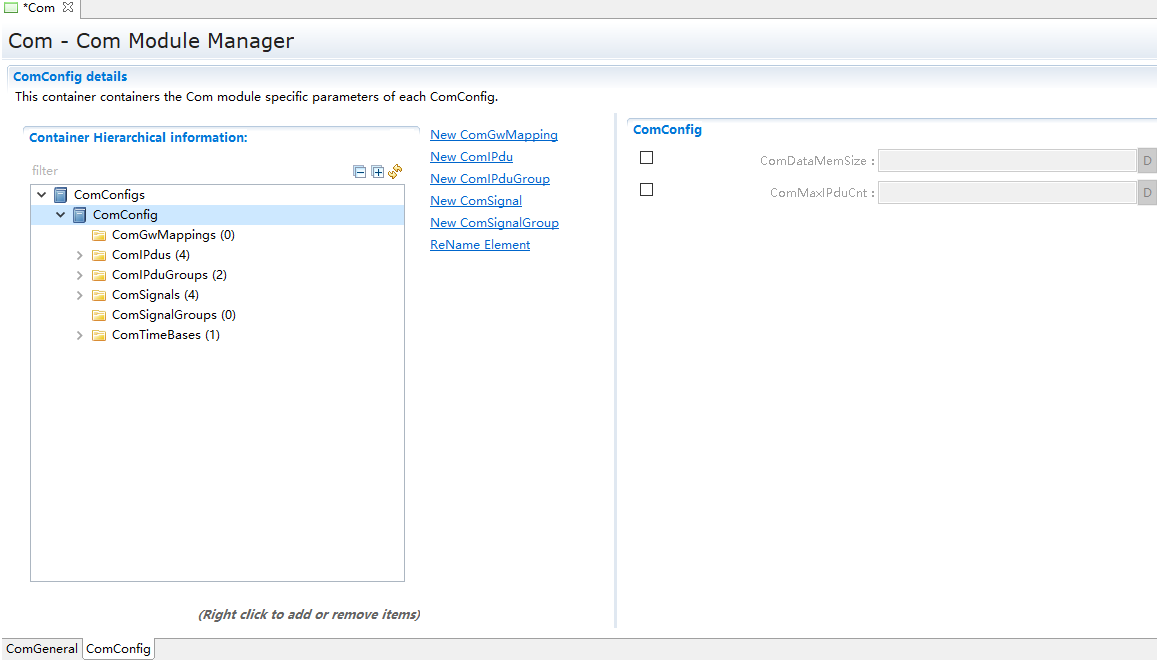 *Com
Com - Com Module Manager
ComConfig details
This container containers the Com module specific parameters of each ComConfig.
Container Hierarchical information:
filter
ComConfigs
ComConfig
ComGwMappings (0)
ComIPdus (4)
ComIPduGroups (2)
ComSignals (4)
ComSignalGroups (0)
ComTimeBases (1)
(Right click to add or remove items)
New ComGwMapping
New ComIPdu
New ComIPduGroup
New ComSignal
New ComSignalGroup
ReName Element
ComConfig
ComDataMemSize : D
ComMaxIPduCnt : D
ComGeneral ComConfig